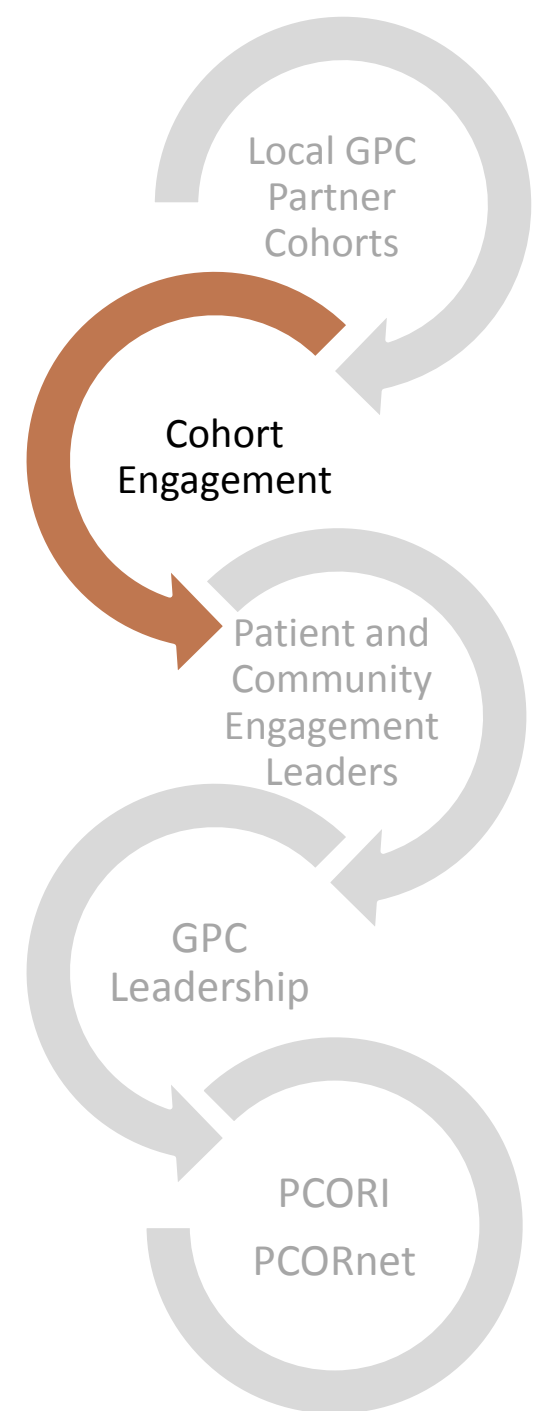 Local GPC
Partner
Cohorts
Cohort
Engagement
Patient and
Community
Engagement
Leaders
GPC
Leadership
PCORI
PCORnet